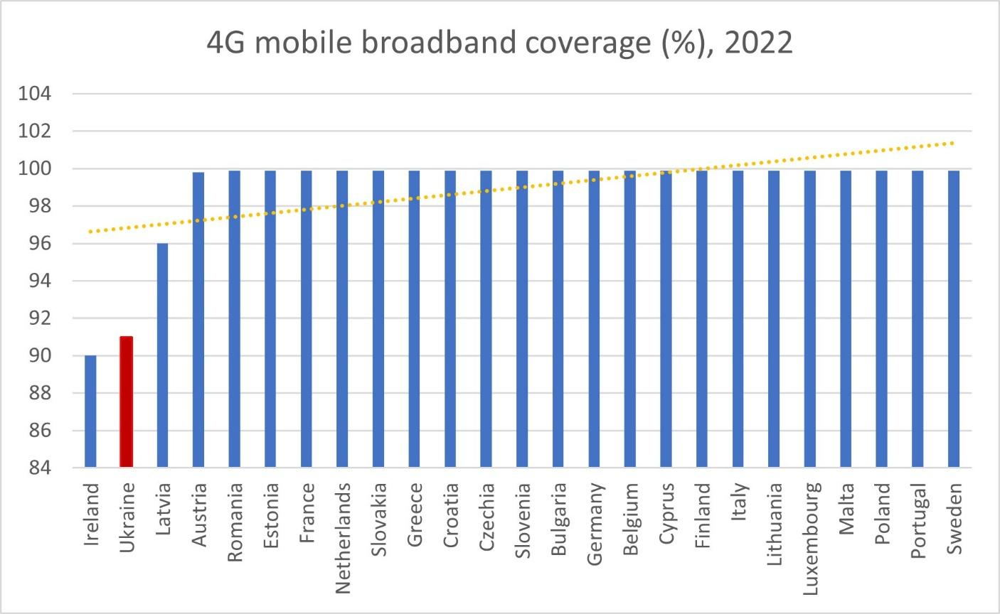 4G mobile broadband coverage (%), 2022
104
102
100
98
96
94
92
90
88
86
84
Ireland
Ukraine
Latvia
Austria
Romania
Estonia
France
Netherlands
Slovakia
Greece
Croatia
Czechia
Slovenia
Bulgaria
Germany
Belgium
Cyprus
Finland
Italy
Lithuania
Luxembourg
Malta
Poland
Portugal
Sweden